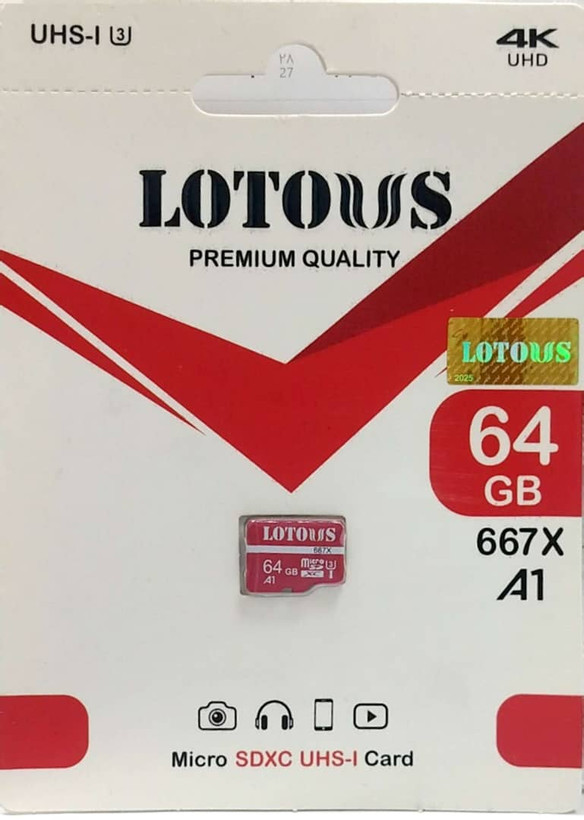 UHS-I 3
4K
UHD
۲۸
27
LOTOUS
PREMIUM QUALITY
LOTOUS
2025
64
GB
667X
A1
LOTOUS
667X
64 GB
micro SD XC
3
I
A1
Micro SDXC UHS-I Card